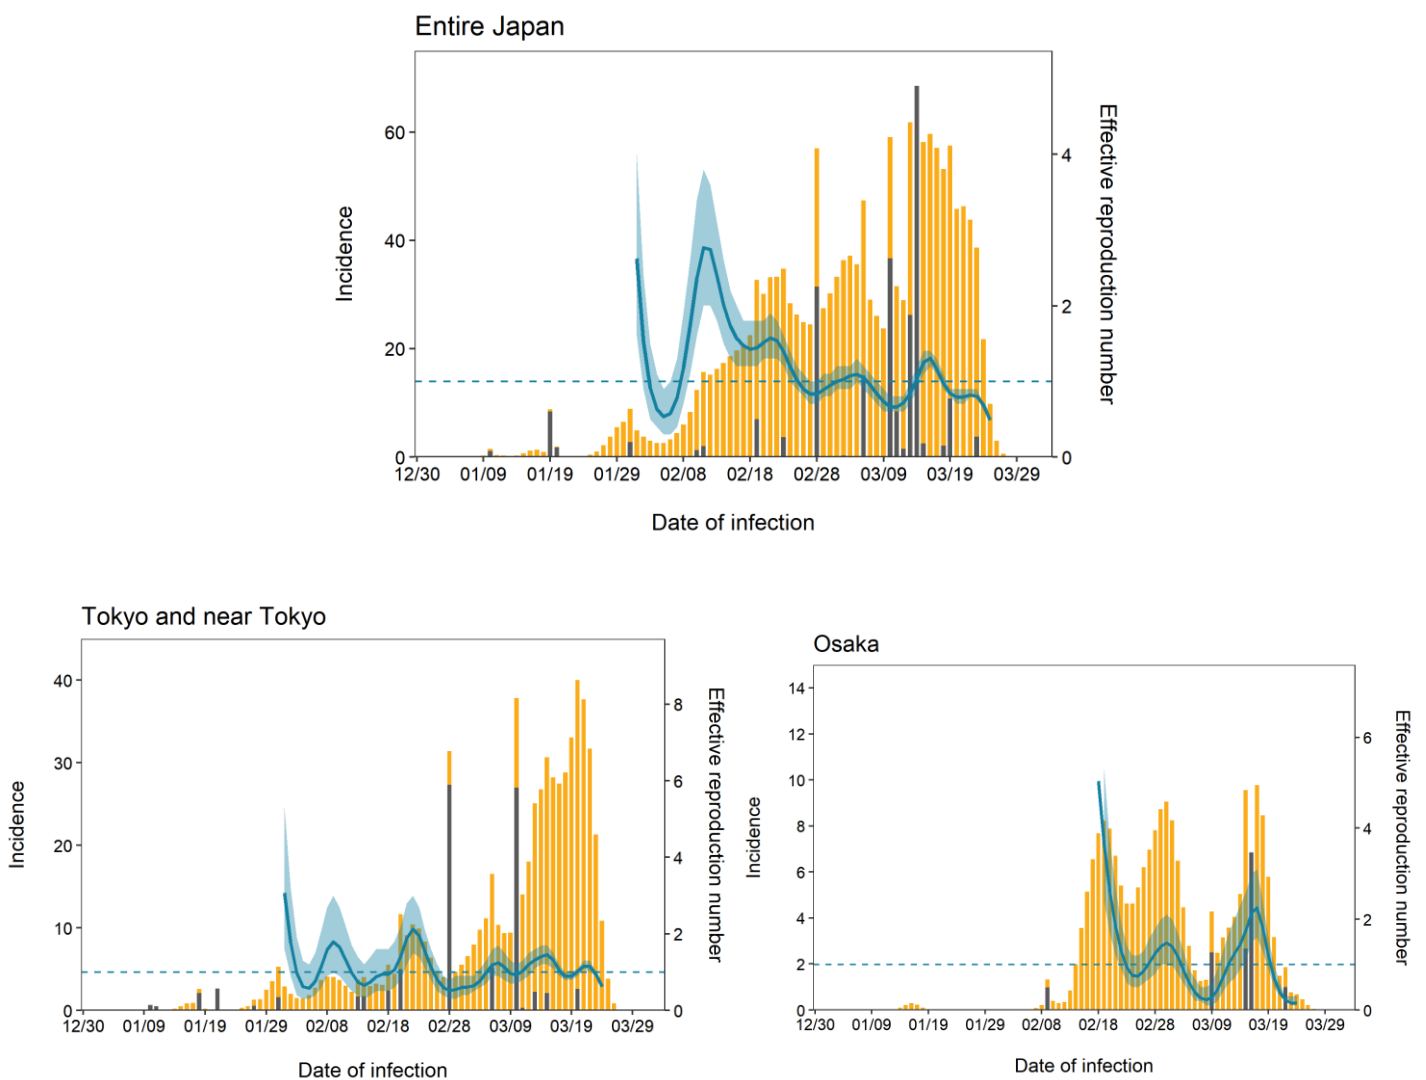 Entire Japan
60
40
20
0
4
2
0
Incidence
Effective reproduction number
12/30 01/09 01/19 01/29 02/08 02/18 02/28 03/09 03/19 03/29
Date of infection
Tokyo and near Tokyo
40
30
20
10
0
8
6
4
2
0
Incidence
Effective reproduction number
12/30 01/09 01/19 01/29 02/08 02/18 02/28 03/09 03/19 03/29
Date of infection
Osaka
14
12
10
8
6
4
2
0
6
4
2
0
Incidence
Effective reproduction number
12/30 01/09 01/19 01/29 02/08 02/18 02/28 03/09 03/19 03/29
Date of infection